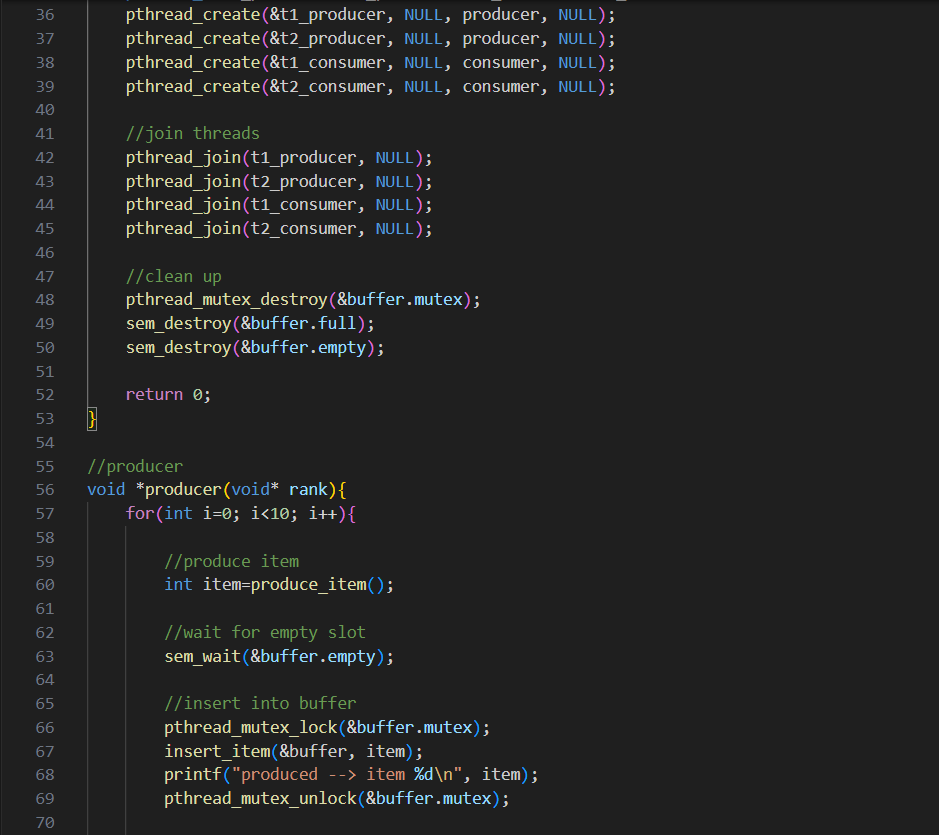 36 pthread_create(&t1_producer, NULL, producer, NULL);
37 pthread_create(&t2_producer, NULL, producer, NULL);
38 pthread_create(&t1_consumer, NULL, consumer, NULL);
39 pthread_create(&t2_consumer, NULL, consumer, NULL);
40
41 //join threads
42 pthread_join(t1_producer, NULL);
43 pthread_join(t2_producer, NULL);
44 pthread_join(t1_consumer, NULL);
45 pthread_join(t2_consumer, NULL);
46
47 //clean up
48 pthread_mutex_destroy(&buffer.mutex);
49 sem_destroy(&buffer.full);
50 sem_destroy(&buffer.empty);
51
52 return 0;
53 }
54
55 //producer
56 void *producer(void* rank){
57 for(int i=0; i<10; i++){
58
59 //produce item
60 int item=produce_item();
61
62 //wait for empty slot
63 sem_wait(&buffer.empty);
64
65 //insert into buffer
66 pthread_mutex_lock(&buffer.mutex);
67 insert_item(&buffer, item);
68 printf("produced --> item %d\n", item);
69 pthread_mutex_unlock(&buffer.mutex);
70